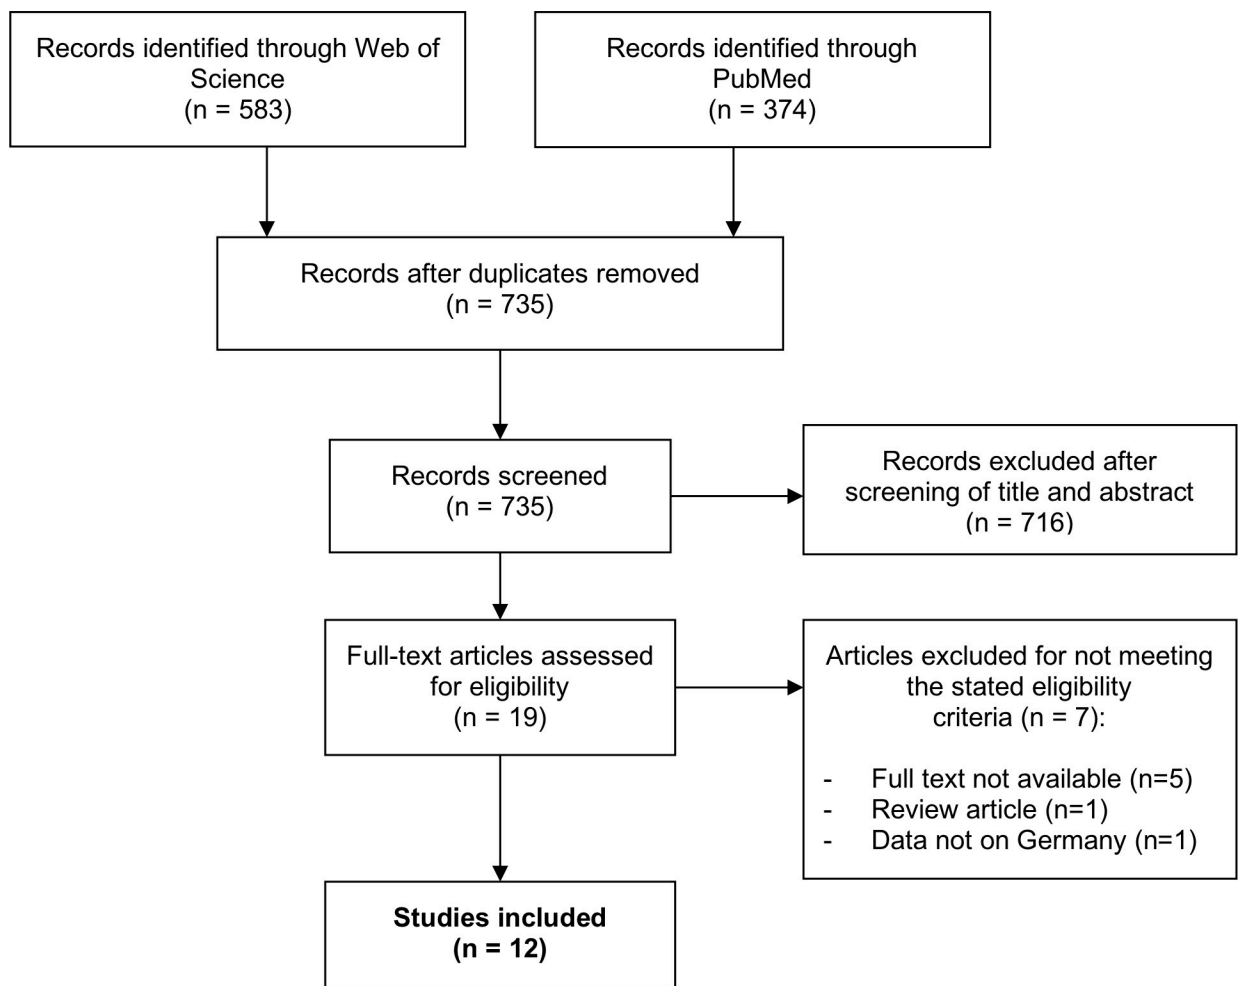 Records identified through Web of
Science
(n = 583)
Records identified through
PubMed
(n = 374)
Records after duplicates removed
(n = 735)
Records screened
(n = 735)
Records excluded after
screening of title and abstract
(n = 716)
Full-text articles assessed
for eligibility
(n = 19)
Articles excluded for not meeting
the stated eligibility
criteria (n = 7):
- Full text not available (n=5)
- Review article (n=1)
- Data not on Germany (n=1)
Studies included
(n = 12)